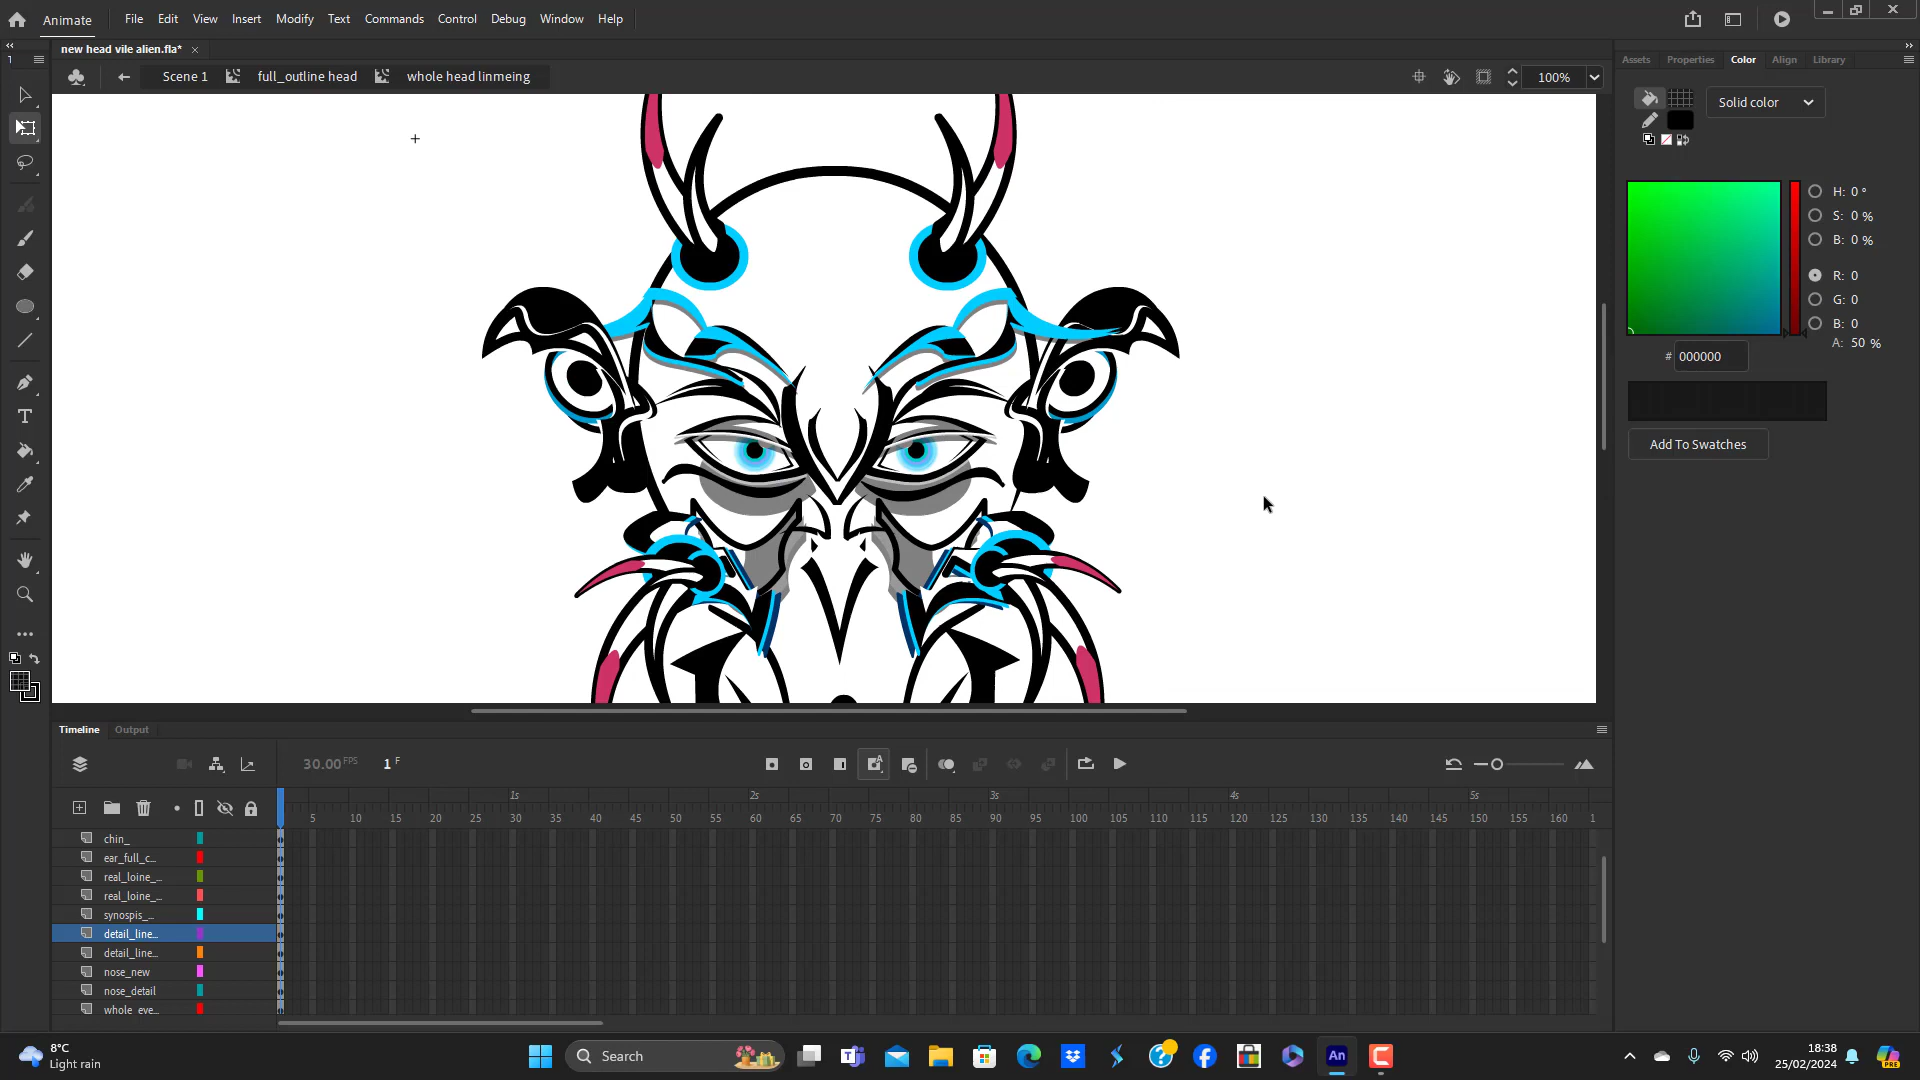 Animate File Edit View Insert Modify Text Commands Control Debug Window Help
new head vile alien.fla*
Scene 1 full_outline head whole head linmeing 100%
Assets Properties Color Align Library
Solid color
H: 0 °
S: 0 %
B: 0 %
R: 0
G: 0
B: 0
A: 50 %
# 000000
Add To Swatches
Timeline Output
30.00 FPS 1 F
1s 2s 3s 4s 5s
5 10 15 20 25 30 35 40 45 50 55 60 65 70 75 80 85 90 95 100 105 110 115 120 125 130 135 140 145 150 155 160 1
chin_
ear_full_c...
real_loine_...
real_loine_...
synospis_...
detail_line...
detail_line...
nose_new
nose_detail
whole_eye...
8°C
Light rain
Search
An
PRE
18:38
25/02/2024